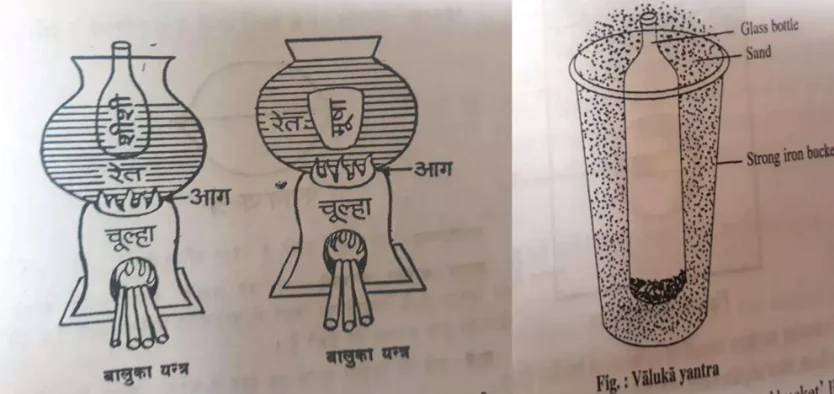 शीशी
रेत
आग
चूल्हा
बालुका यन्त्र
रेत
मूषा
आग
चूल्हा
बालुका यन्त्र
Glass bottle
Sand
Strong iron bucke
Fig. : Vālukā yantra